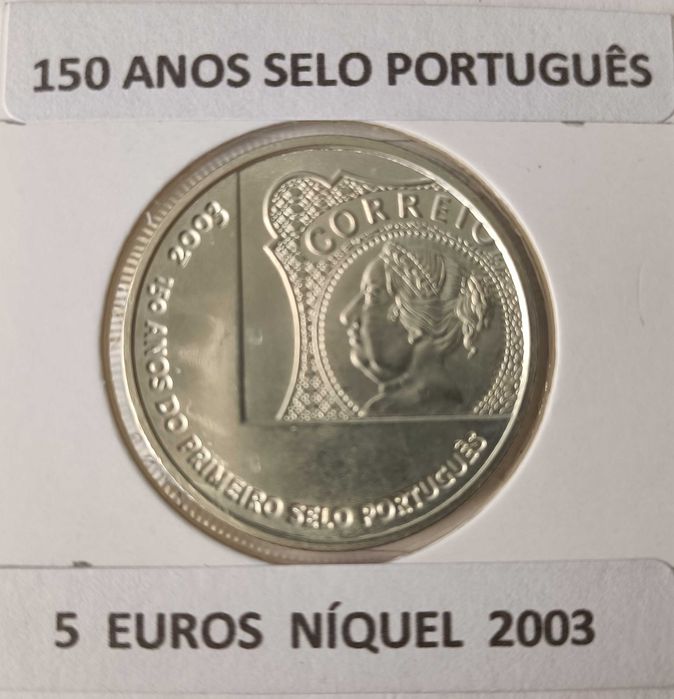 150 ANOS SELO PORTUGUÊS
CORREIO
2003
150 ANOS DO PRIMEIRO SELO PORTUGUÊS
5 EUROS NÍQUEL 2003